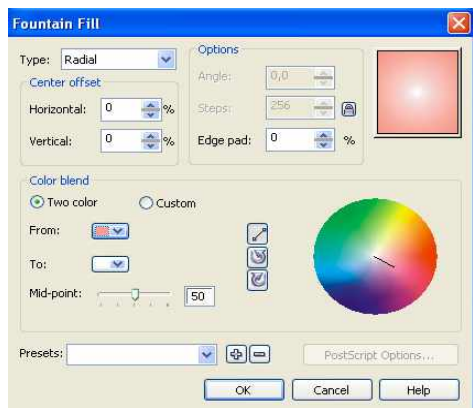 Fountain Fill
Type: Radial
Options
Angle: 0,0
Center offset
Steps: 256
Horizontal: 0 %
Vertical: 0 %
Edge pad: 0 %
Color blend
Two color Custom
From:
To:
Mid-point: 50
Presets:
PostScript Options...
OK Cancel Help